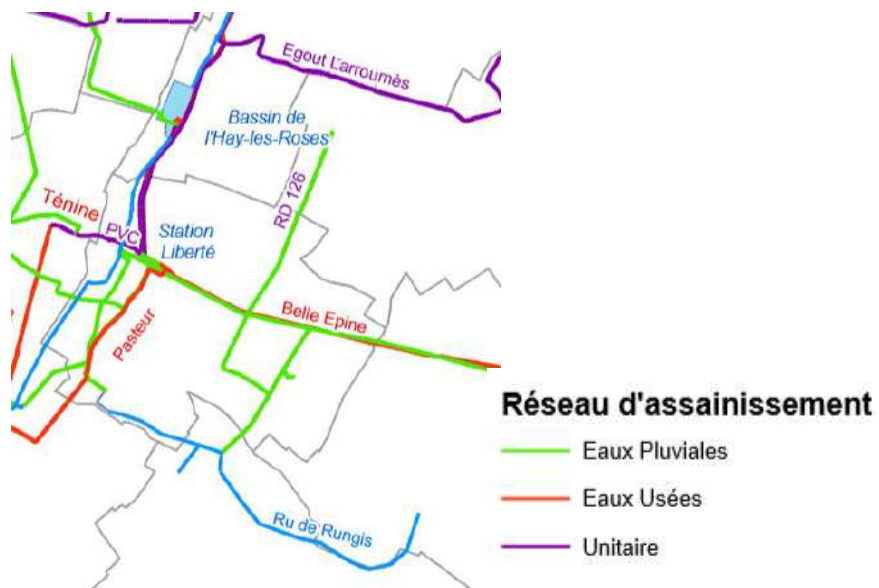 Egout Larroumès
Bassin de
l'Hay-les-Roses
RD 126
Ténine
PVC
Station
Liberté
Belle Epine
Pasteur
Ru de Rungis
Réseau d'assainissement
Eaux Pluviales
Eaux Usées
Unitaire